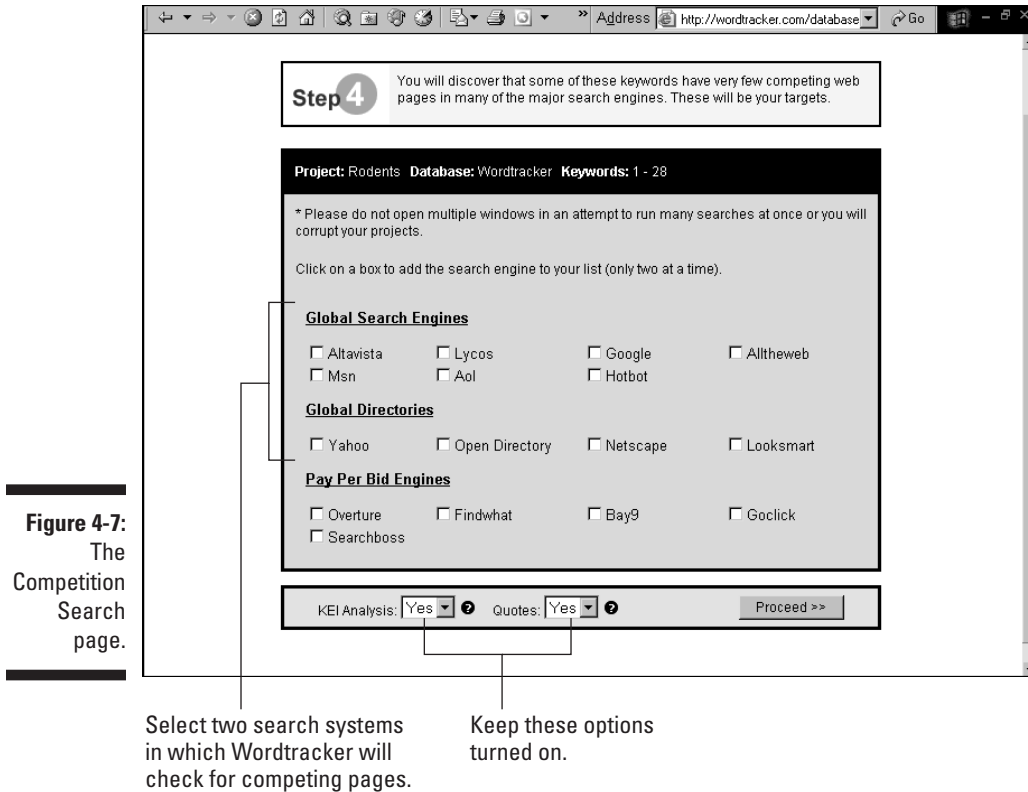 Address http://wordtracker.com/database Go
Step 4
You will discover that some of these keywords have very few competing web
pages in many of the major search engines. These will be your targets.
Project: Rodents Database: Wordtracker Keywords: 1 - 28
* Please do not open multiple windows in an attempt to run many searches at once or you will
corrupt your projects.
Click on a box to add the search engine to your list (only two at a time).
Global Search Engines
Altavista Lycos Google Alltheweb
Msn Aol Hotbot
Global Directories
Yahoo Open Directory Netscape Looksmart
Pay Per Bid Engines
Overture Findwhat Bay9 Goclick
Searchboss
KEI Analysis: Yes Quotes: Yes Proceed >>
Figure 4-7:
The
Competition
Search
page.
Select two search systems
in which Wordtracker will
check for competing pages.
Keep these options
turned on.